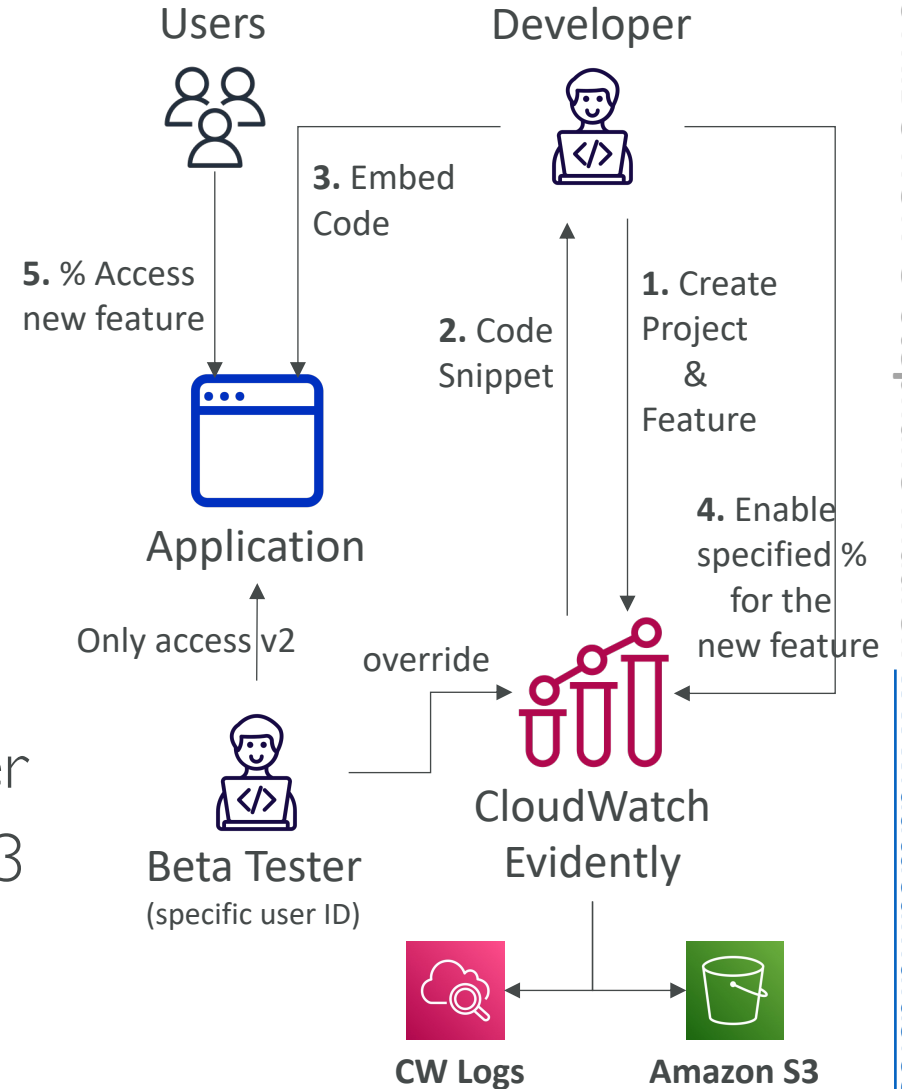 Users
Developer
3. Embed
Code
5. % Access
new feature
1. Create
Project
&
Feature
2. Code
Snippet
4. Enable
specified %
for the
new feature
Application
Only access v2
override
er
3
Beta Tester
(specific user ID)
CloudWatch
Evidently
CW Logs
Amazon S3